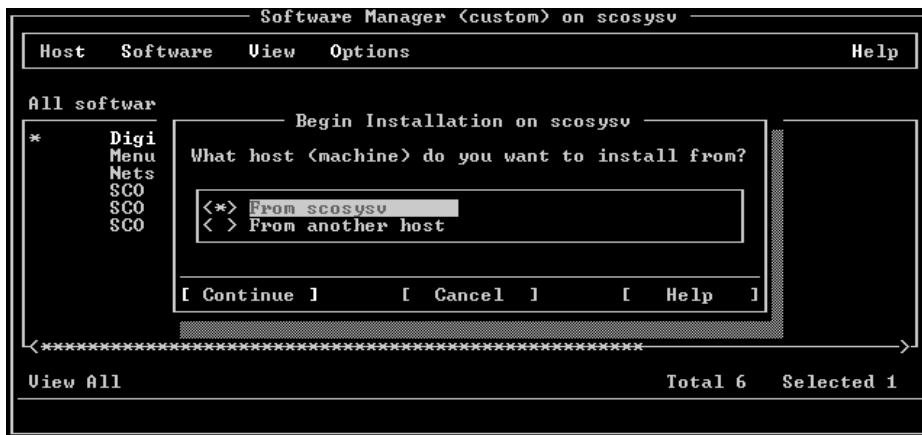 Software Manager (custom) on scosysv
Host Software View Options Help
All softwar
Begin Installation on scosysv
* Digi
Menu
Nets
SCO
SCO
SCO
What host (machine) do you want to install from?
<*> From scosysv
< > From another host
[ Continue ] [ Cancel ] [ Help ]
<***************************************************>
View All Total 6 Selected 1